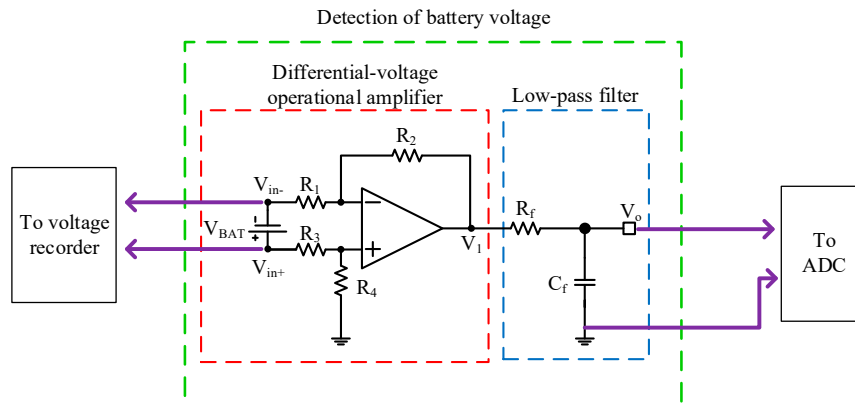 Detection of battery voltage
Differential-voltage
operational amplifier
Low-pass filter
To voltage
recorder
Vin-
VBAT
Vin+
R1
R3
R2
R4
V1
Rf
Cf
Vo
To
ADC